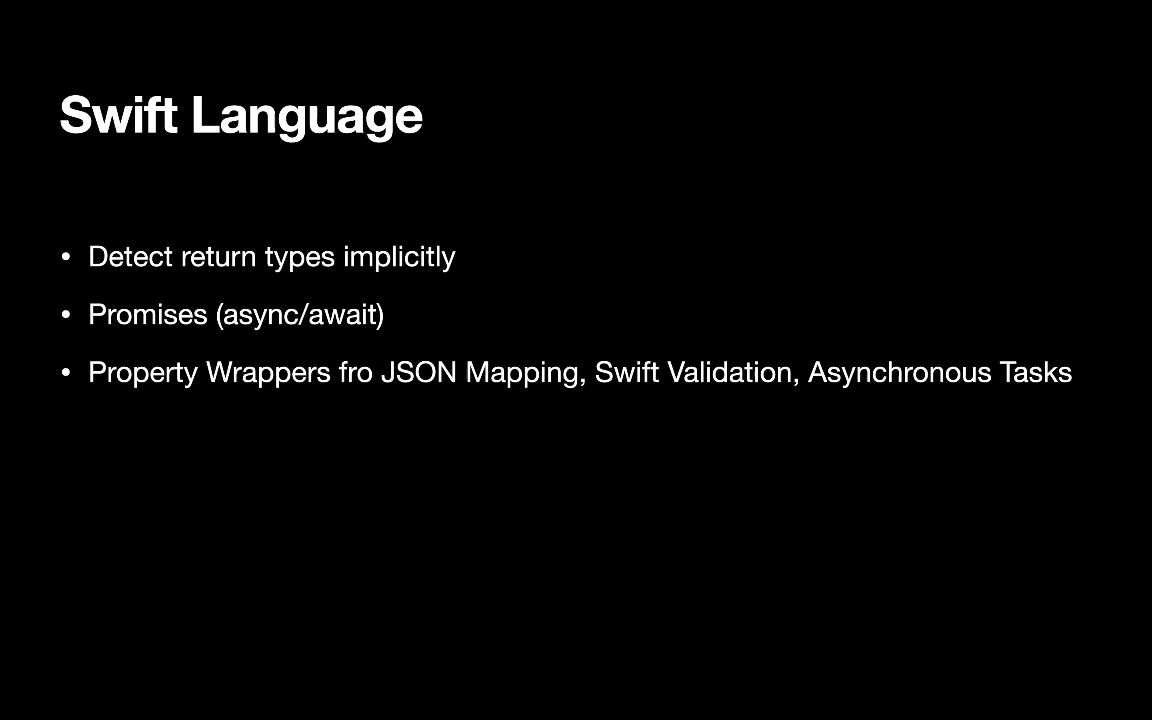 Swift Language
• Detect return types implicitly
• Promises (async/await)
• Property Wrappers fro JSON Mapping, Swift Validation, Asynchronous Tasks